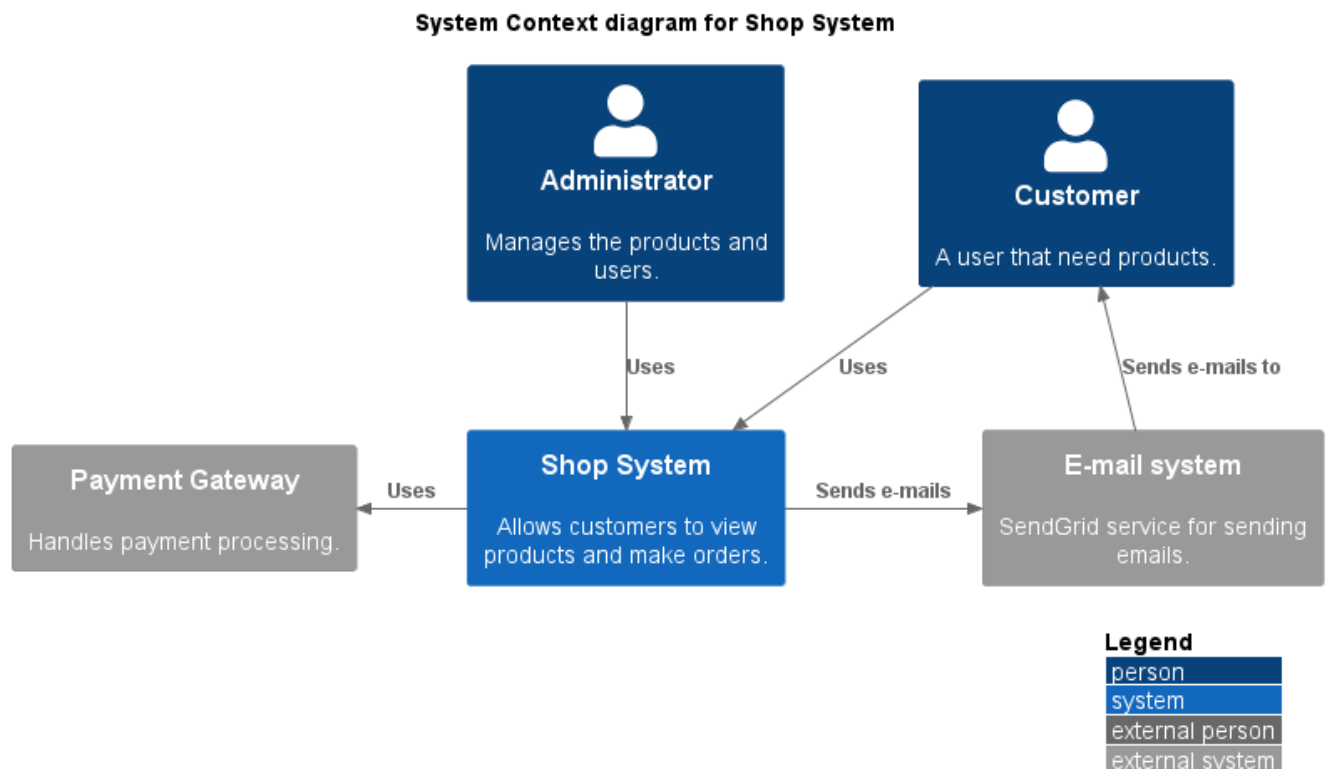 System Context diagram for Shop System
Administrator
Manages the products and
users.
Customer
A user that need products.
Uses
Uses
Sends e-mails to
Payment Gateway
Handles payment processing.
Uses
Shop System
Allows customers to view
products and make orders.
Sends e-mails
E-mail system
SendGrid service for sending
emails.
Legend
person
system
external person
external system